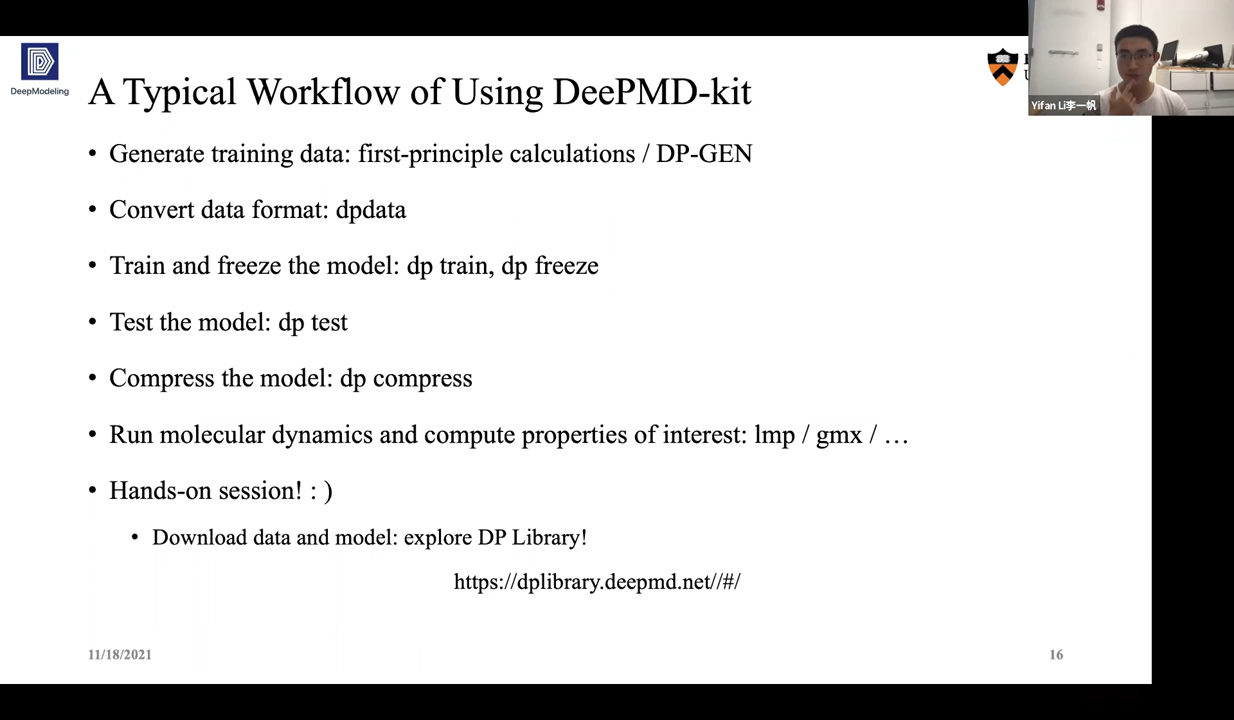 DeepModeling
A Typical Workflow of Using DeePMD-kit
Yifan Li李一帆
• Generate training data: first-principle calculations / DP-GEN
• Convert data format: dpdata
• Train and freeze the model: dp train, dp freeze
• Test the model: dp test
• Compress the model: dp compress
• Run molecular dynamics and compute properties of interest: lmp / gmx / …
• Hands-on session! : )
• Download data and model: explore DP Library!
https://dplibrary.deepmd.net//#/
11/18/2021
16